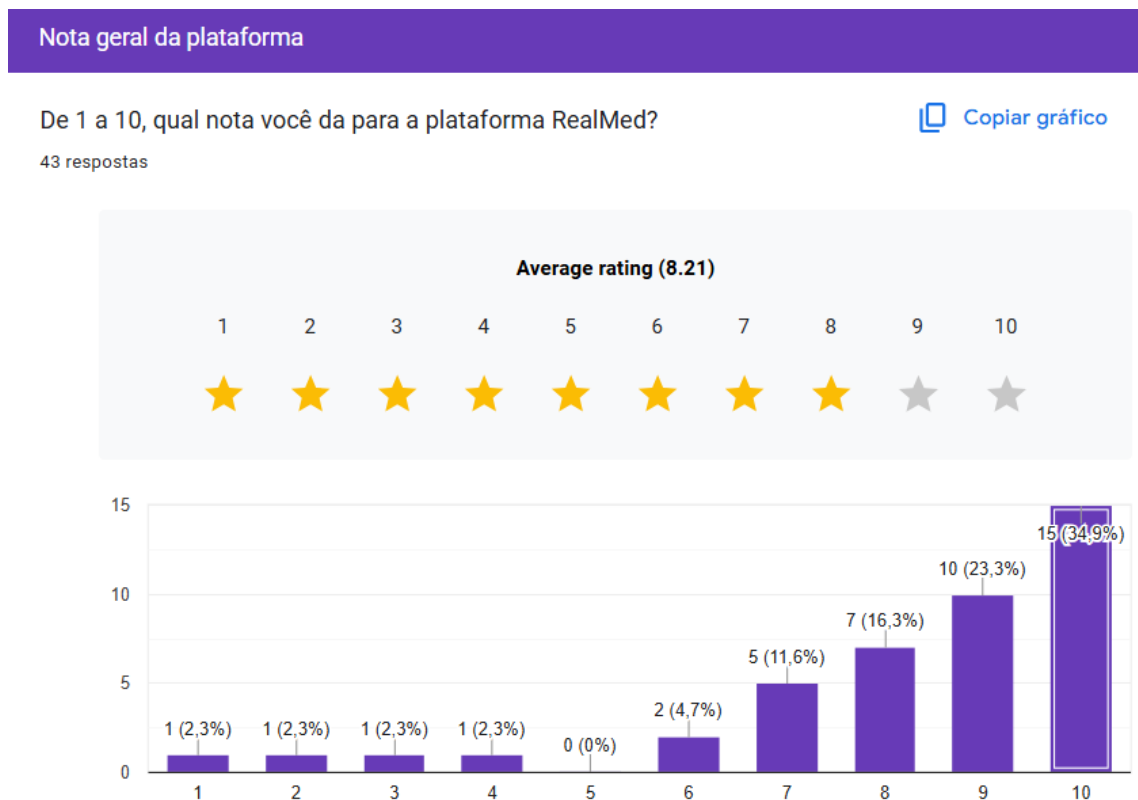 Nota geral da plataforma
De 1 a 10, qual nota você da para a plataforma RealMed?
Copiar gráfico
43 respostas
Average rating (8.21)
1 2 3 4 5 6 7 8 9 10
15
15 (34,9%)
10 (23,3%)
10
7 (16,3%)
5 (11,6%)
5
2 (4,7%)
1 (2,3%) 1 (2,3%) 1 (2,3%) 1 (2,3%) 0 (0%)
0
1 2 3 4 5 6 7 8 9 10